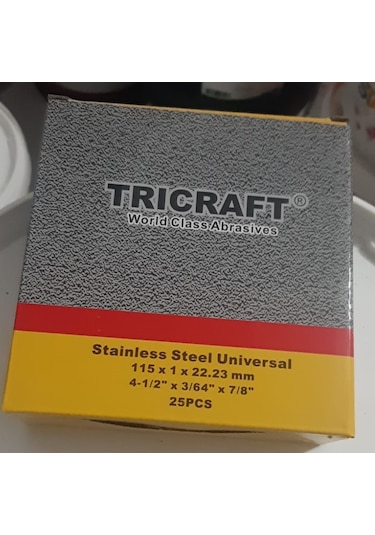 TRICRAFT®
World Class Abrasives
Stainless Steel Universal
115 x 1 x 22.23 mm
4-1/2" x 3/64" x 7/8"
25PCS